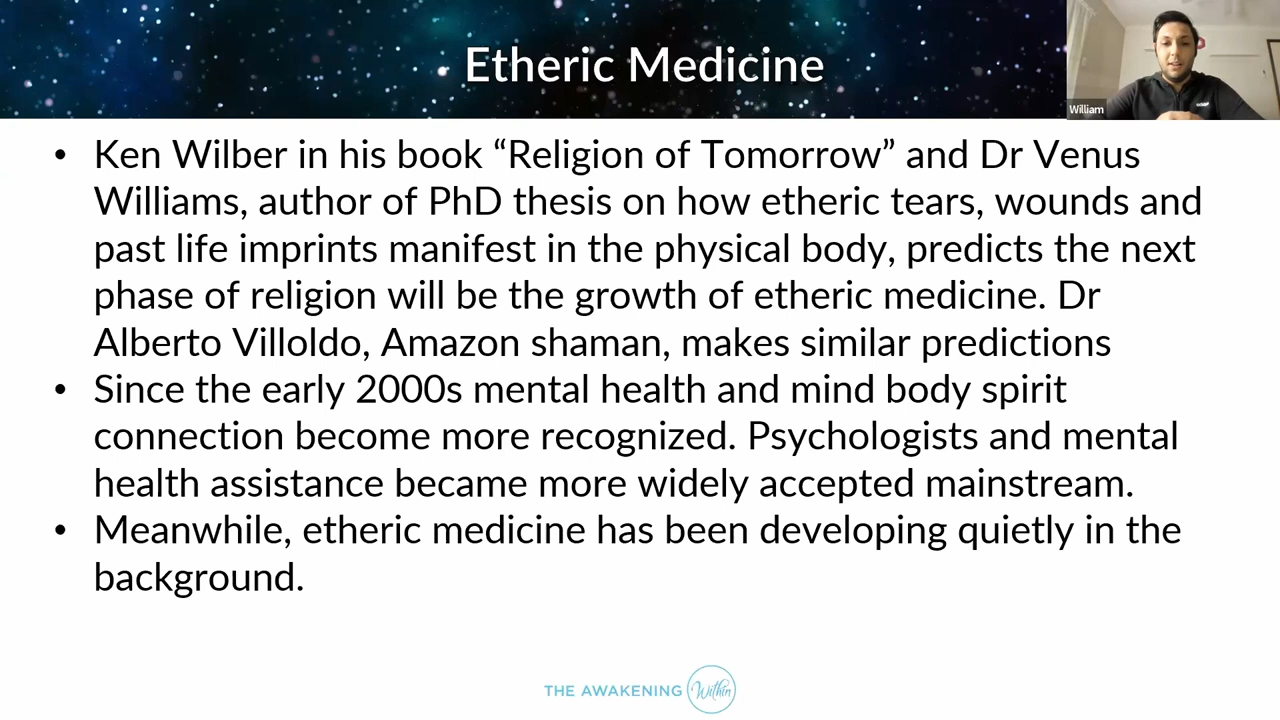 Etheric Medicine
William
• Ken Wilber in his book “Religion of Tomorrow” and Dr Venus
Williams, author of PhD thesis on how etheric tears, wounds and
past life imprints manifest in the physical body, predicts the next
phase of religion will be the growth of etheric medicine. Dr
Alberto Villoldo, Amazon shaman, makes similar predictions
• Since the early 2000s mental health and mind body spirit
connection become more recognized. Psychologists and mental
health assistance became more widely accepted mainstream.
• Meanwhile, etheric medicine has been developing quietly in the
background.
THE AWAKENING Within